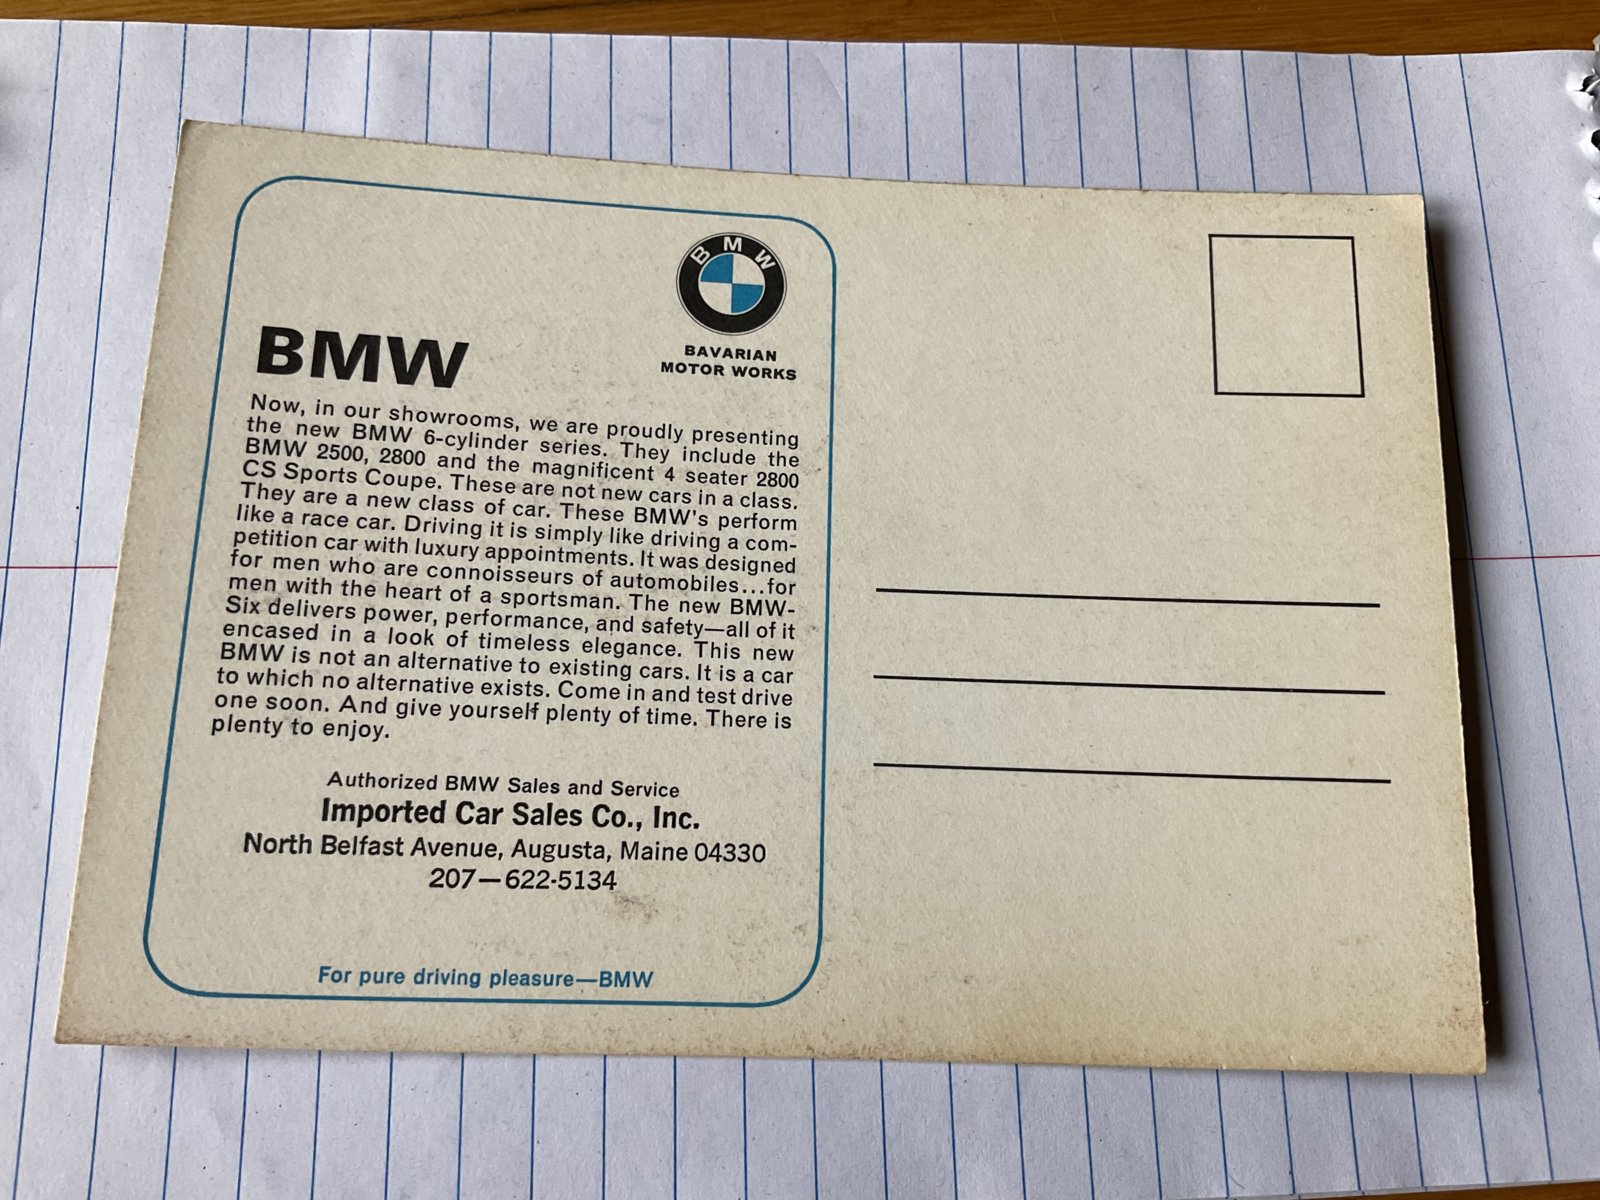 BMW
BAVARIAN
MOTOR WORKS
BMW
Now, in our showrooms, we are proudly presenting
the new BMW 6-cylinder series. They include the
BMW 2500, 2800 and the magnificent 4 seater 2800
CS Sports Coupe. These are not new cars in a class.
They are a new class of car. These BMW's perform
like a race car. Driving it is simply like driving a com-
petition car with luxury appointments. It was designed
for men who are connoisseurs of automobiles...for
men with the heart of a sportsman. The new BMW-
Six delivers power, performance, and safety—all of it
encased in a look of timeless elegance. This new
BMW is not an alternative to existing cars. It is a car
to which no alternative exists. Come in and test drive
one soon. And give yourself plenty of time. There is
plenty to enjoy.
Authorized BMW Sales and Service
Imported Car Sales Co., Inc.
North Belfast Avenue, Augusta, Maine 04330
207—622-5134
For pure driving pleasure—BMW